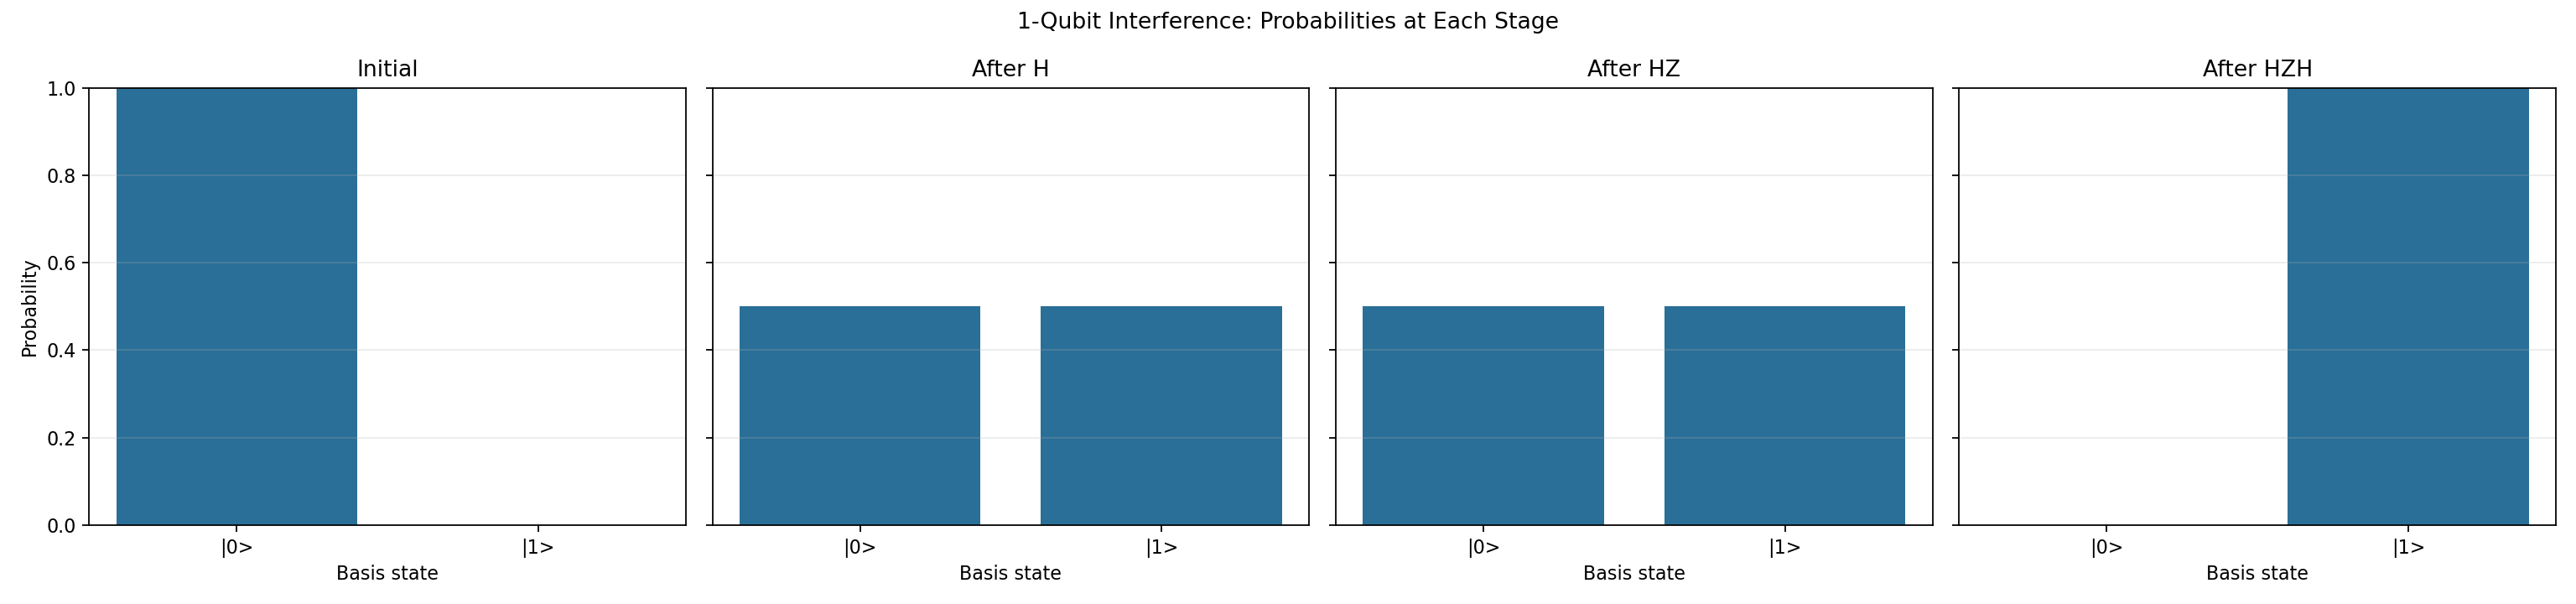 1-Qubit Interference: Probabilities at Each Stage
Initial
After H
After HZ
After HZH
Probability
1.0
0.8
0.6
0.4
0.2
0.0
|0> |1>
|0> |1>
|0> |1>
|0> |1>
Basis state
Basis state
Basis state
Basis state